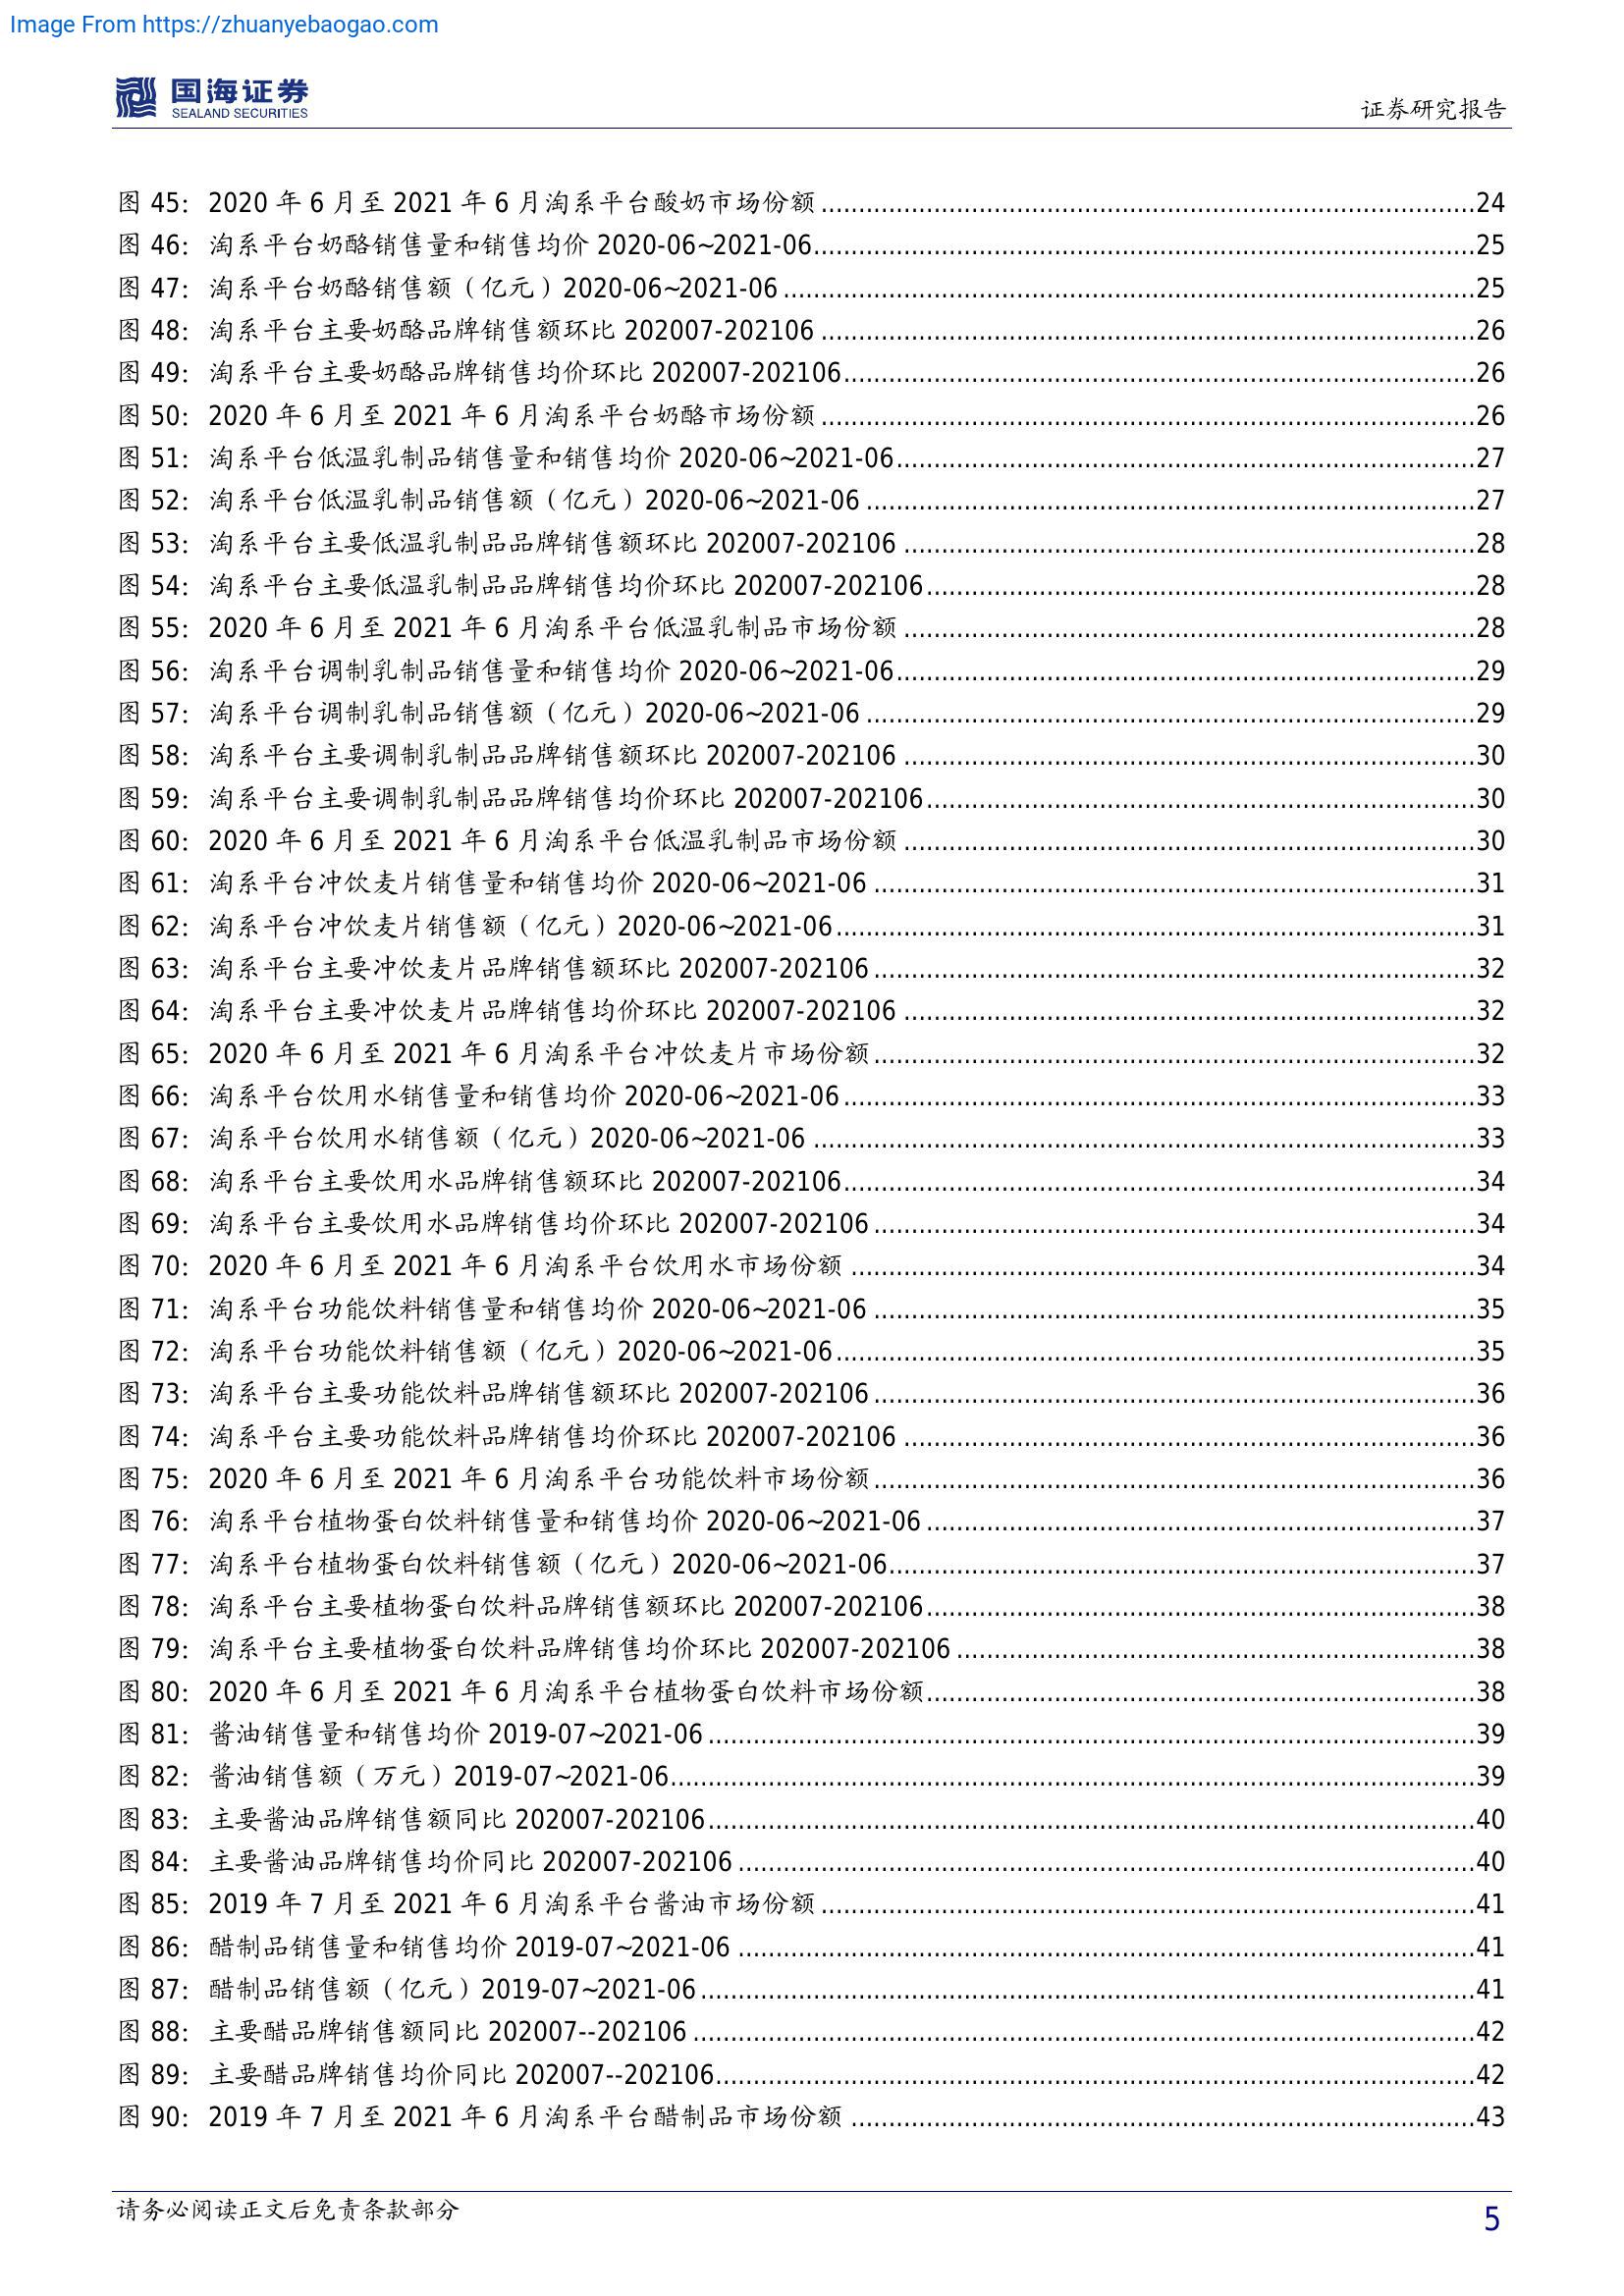 Image From https://zhuanyebaogao.com
国海证券
SEALAND SECURITIES
证券研究报告
图 45: 2020 年 6 月至 2021 年 6 月淘系平台酸奶市场份额 24
图 46: 淘系平台奶酪销售量和销售均价 2020-06~2021-06 25
图 47: 淘系平台奶酪销售额（亿元）2020-06~2021-06 25
图 48: 淘系平台主要奶酪品牌销售额环比 202007-202106 26
图 49: 淘系平台主要奶酪品牌销售均价环比 202007-202106 26
图 50: 2020 年 6 月至 2021 年 6 月淘系平台奶酪市场份额 26
图 51: 淘系平台低温乳制品销售量和销售均价 2020-06~2021-06 27
图 52: 淘系平台低温乳制品销售额（亿元）2020-06~2021-06 27
图 53: 淘系平台主要低温乳制品品牌销售额环比 202007-202106 28
图 54: 淘系平台主要低温乳制品品牌销售均价环比 202007-202106 28
图 55: 2020 年 6 月至 2021 年 6 月淘系平台低温乳制品市场份额 28
图 56: 淘系平台调制乳制品销售量和销售均价 2020-06~2021-06 29
图 57: 淘系平台调制乳制品销售额（亿元）2020-06~2021-06 29
图 58: 淘系平台主要调制乳制品品牌销售额环比 202007-202106 30
图 59: 淘系平台主要调制乳制品品牌销售均价环比 202007-202106 30
图 60: 2020 年 6 月至 2021 年 6 月淘系平台低温乳制品市场份额 30
图 61: 淘系平台冲饮麦片销售量和销售均价 2020-06~2021-06 31
图 62: 淘系平台冲饮麦片销售额（亿元）2020-06~2021-06 31
图 63: 淘系平台主要冲饮麦片品牌销售额环比 202007-202106 32
图 64: 淘系平台主要冲饮麦片品牌销售均价环比 202007-202106 32
图 65: 2020 年 6 月至 2021 年 6 月淘系平台冲饮麦片市场份额 32
图 66: 淘系平台饮用水销售量和销售均价 2020-06~2021-06 33
图 67: 淘系平台饮用水销售额（亿元）2020-06~2021-06 33
图 68: 淘系平台主要饮用水品牌销售额环比 202007-202106 34
图 69: 淘系平台主要饮用水品牌销售均价环比 202007-202106 34
图 70: 2020 年 6 月至 2021 年 6 月淘系平台饮用水市场份额 34
图 71: 淘系平台功能饮料销售量和销售均价 2020-06~2021-06 35
图 72: 淘系平台功能饮料销售额（亿元）2020-06~2021-06 35
图 73: 淘系平台主要功能饮料品牌销售额环比 202007-202106 36
图 74: 淘系平台主要功能饮料品牌销售均价环比 202007-202106 36
图 75: 2020 年 6 月至 2021 年 6 月淘系平台功能饮料市场份额 36
图 76: 淘系平台植物蛋白饮料销售量和销售均价 2020-06~2021-06 37
图 77: 淘系平台植物蛋白饮料销售额（亿元）2020-06~2021-06 37
图 78: 淘系平台主要植物蛋白饮料品牌销售额环比 202007-202106 38
图 79: 淘系平台主要植物蛋白饮料品牌销售均价环比 202007-202106 38
图 80: 2020 年 6 月至 2021 年 6 月淘系平台植物蛋白饮料市场份额 38
图 81: 酱油销售量和销售均价 2019-07~2021-06 39
图 82: 酱油销售额（万元）2019-07~2021-06 39
图 83: 主要酱油品牌销售额同比 202007-202106 40
图 84: 主要酱油品牌销售均价同比 202007-202106 40
图 85: 2019 年 7 月至 2021 年 6 月淘系平台酱油市场份额 41
图 86: 醋制品销售量和销售均价 2019-07~2021-06 41
图 87: 醋制品销售额（亿元）2019-07~2021-06 41
图 88: 主要醋品牌销售额同比 202007--202106 42
图 89: 主要醋品牌销售均价同比 202007--202106 42
图 90: 2019 年 7 月至 2021 年 6 月淘系平台醋制品市场份额 43
请务必阅读正文后免责条款部分
5